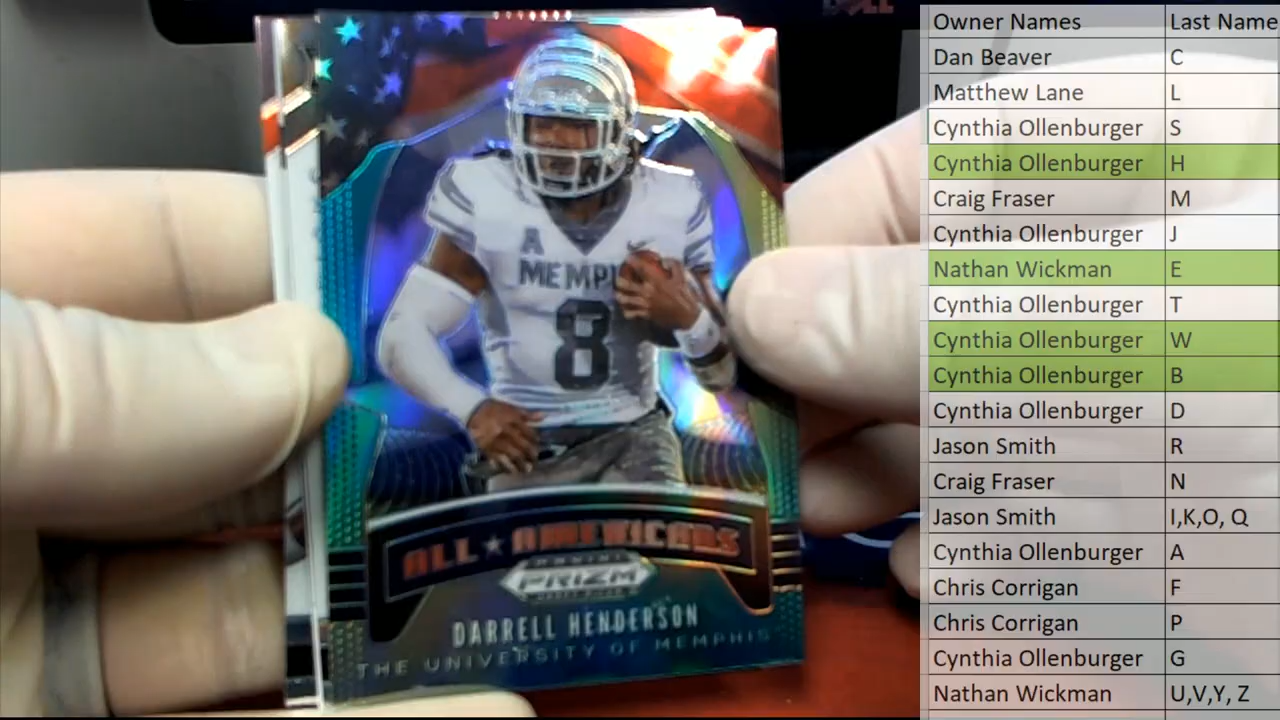 DELL
A
MEMPHIS
8
ALL★AMERICANS
PANINI
PRIZM
DARRELL HENDERSON
THE UNIVERSITY OF MEMPHIS
Owner Names Last Name
Dan Beaver C
Matthew Lane L
Cynthia Ollenburger S
Cynthia Ollenburger H
Craig Fraser M
Cynthia Ollenburger J
Nathan Wickman E
Cynthia Ollenburger T
Cynthia Ollenburger W
Cynthia Ollenburger B
Cynthia Ollenburger D
Jason Smith R
Craig Fraser N
Jason Smith I,K,O, Q
Cynthia Ollenburger A
Chris Corrigan F
Chris Corrigan P
Cynthia Ollenburger G
Nathan Wickman U,V,Y, Z